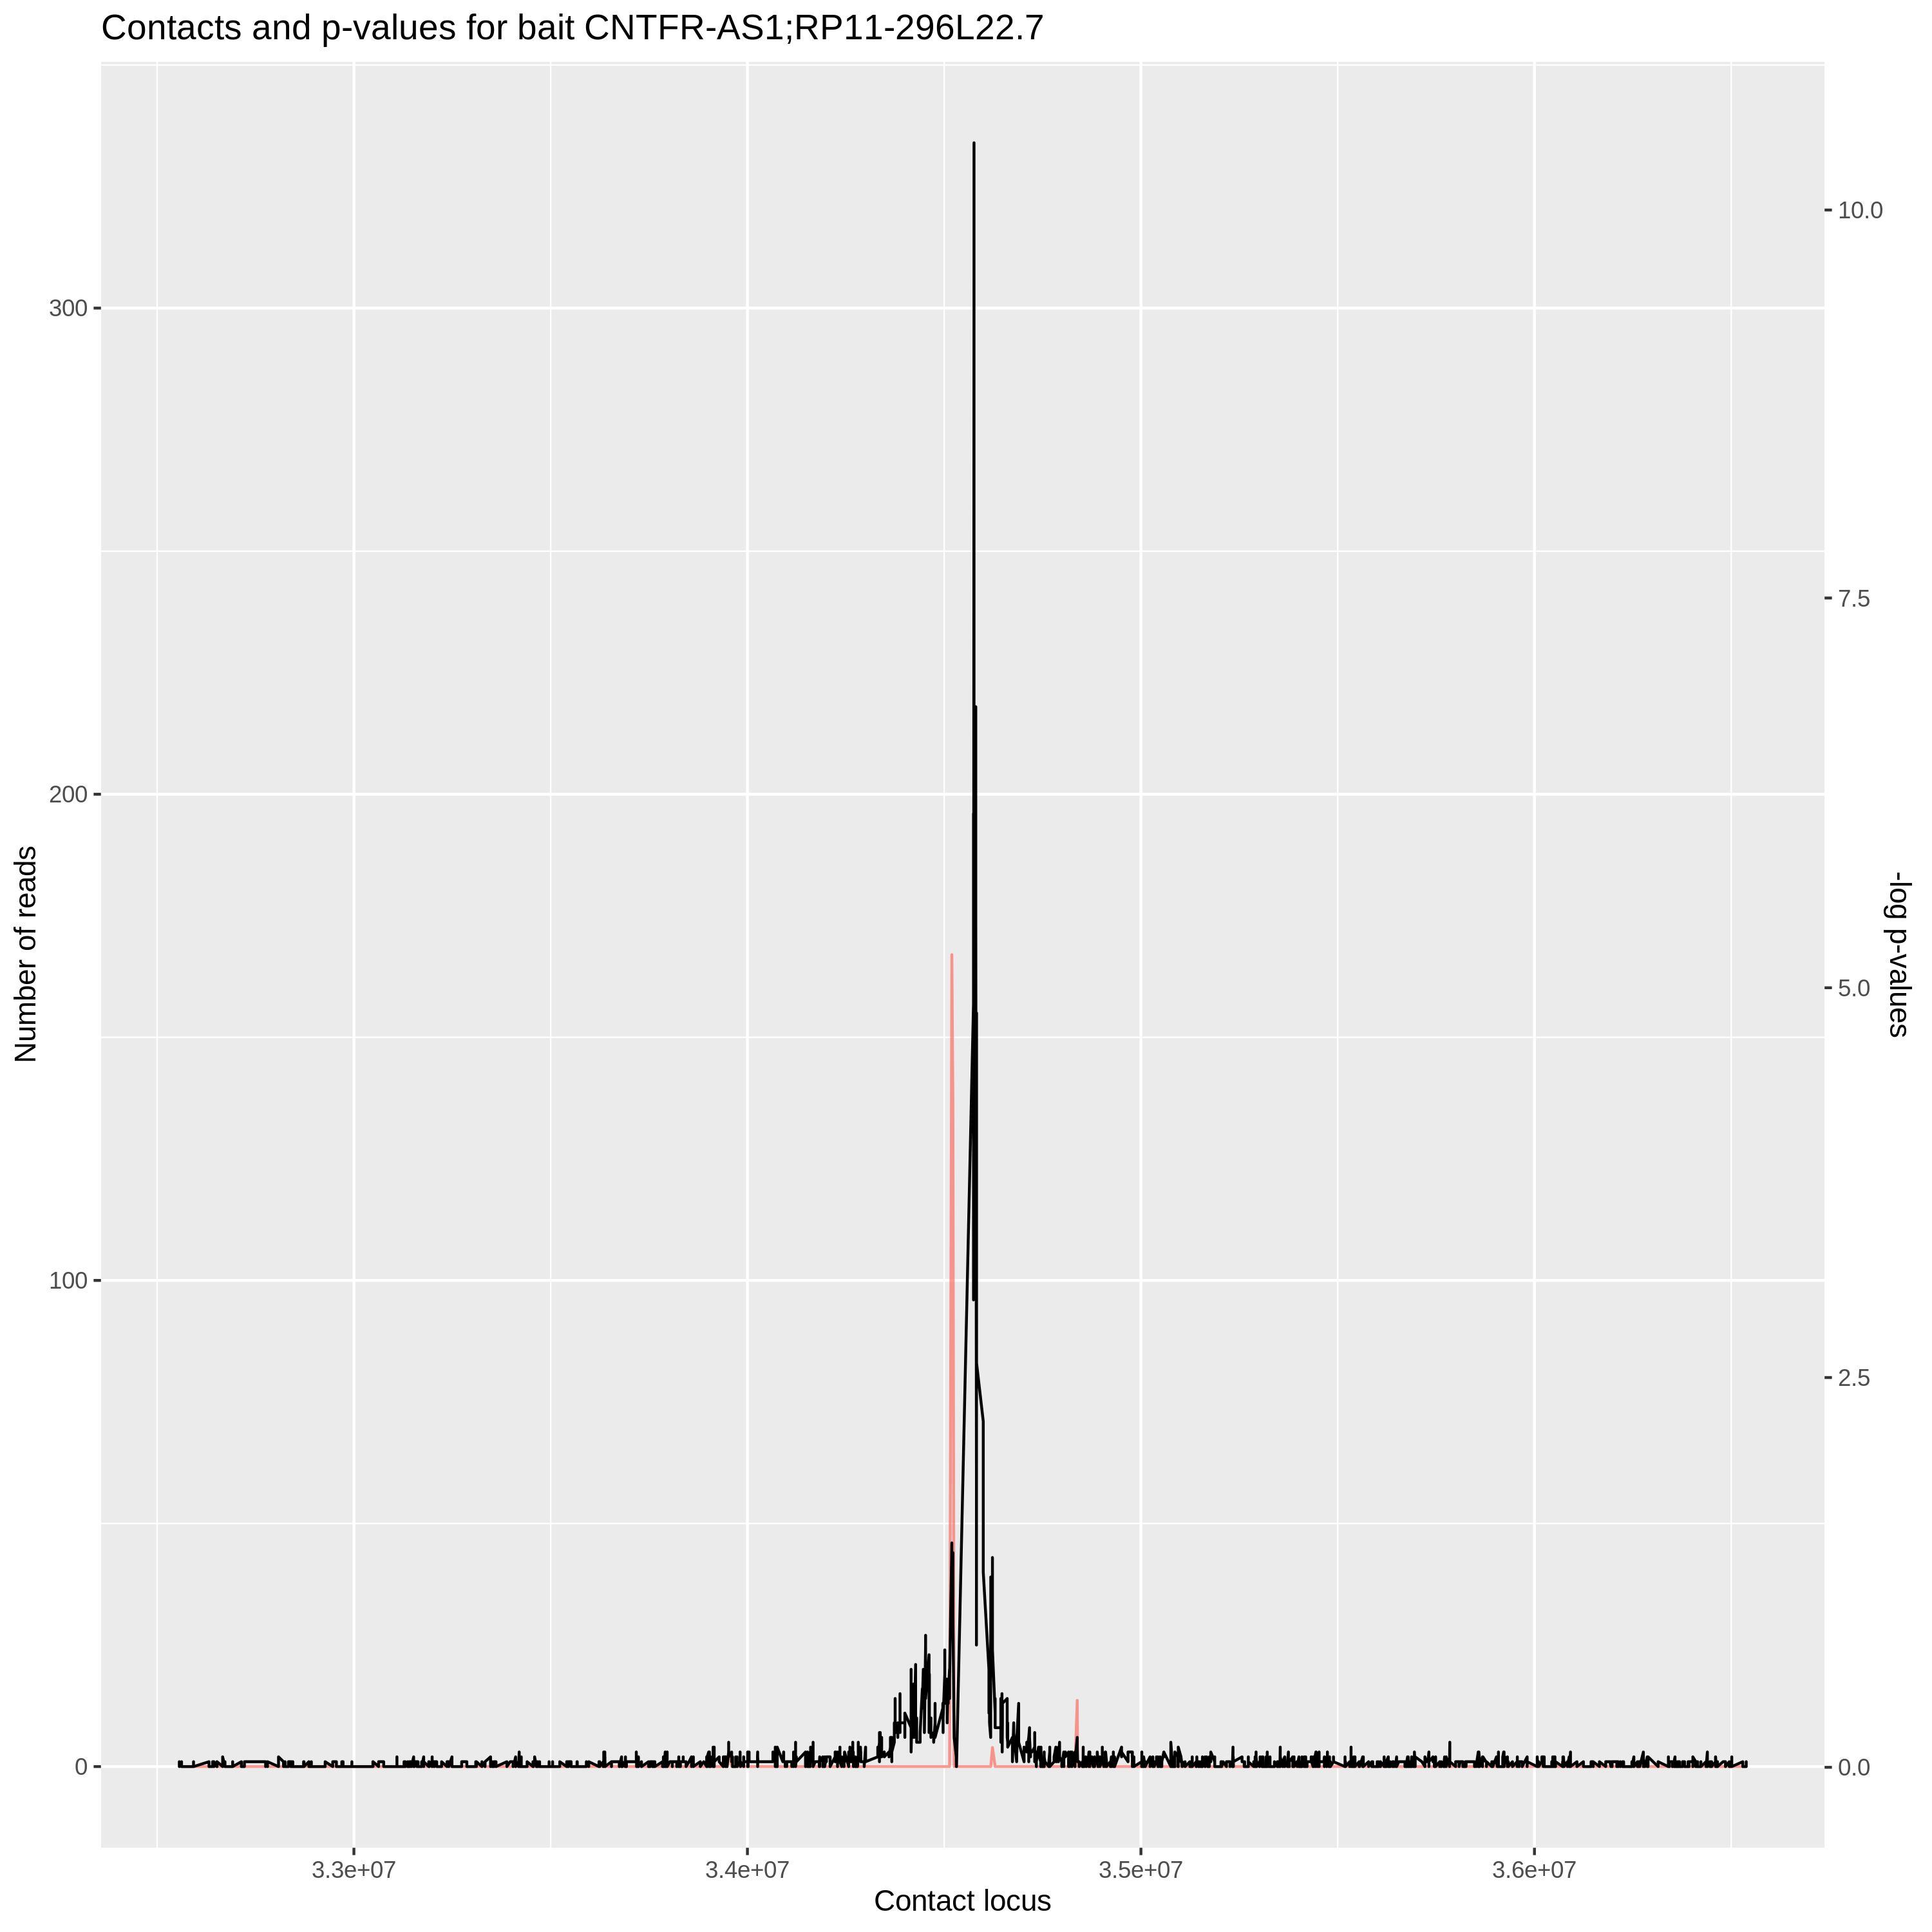 Contacts and p-values for bait CNTFR-AS1;RP11-296L22.7
Number of reads
300
200
100
0
10.0
7.5
5.0
2.5
0.0
-log p-values
3.3e+07
3.4e+07
3.5e+07
3.6e+07
Contact locus